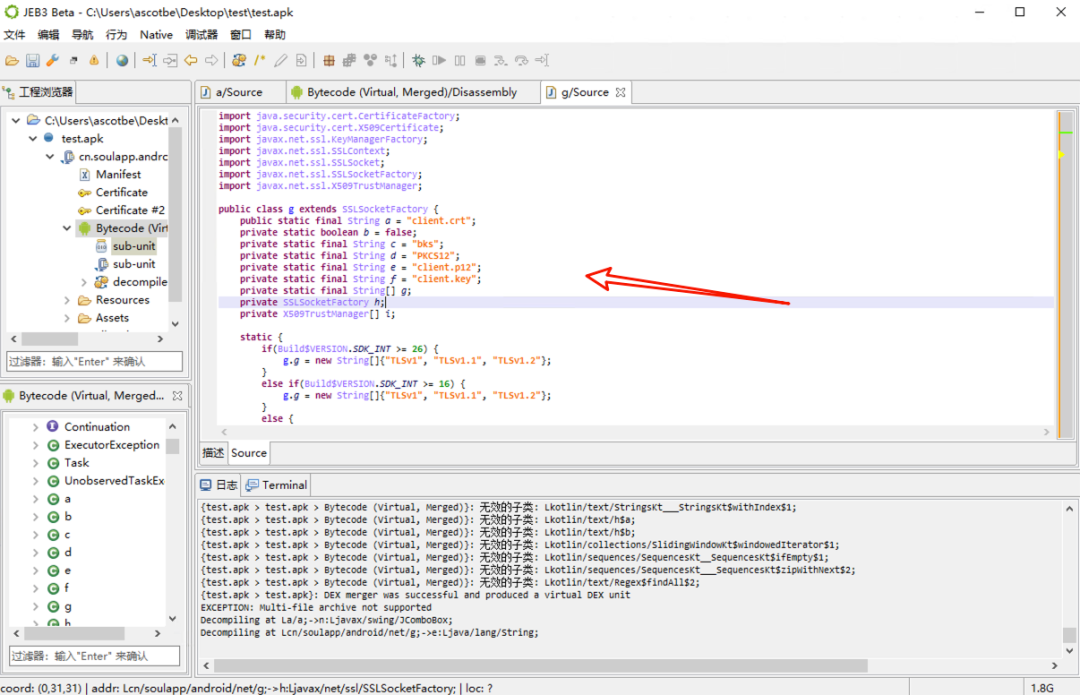 JEB3 Beta - C:\Users\ascotbe\Desktop\test\test.apk
文件 编辑 导航 行为 Native 调试器 窗口 帮助
工程浏览器
C:\Users\ascotbe\Deskt
test.apk
cn.soulapp.andrc
Manifest
Certificate
Certificate #2
Bytecode (Virt
sub-unit
sub-unit
decompile
Resources
Assets
过滤器: 输入"Enter" 来确认
Bytecode (Virtual, Merged...
Continuation
ExecutorException
Task
UnobservedTaskEx
a
b
c
d
e
f
g
h
过滤器: 输入"Enter" 来确认
a/Source
Bytecode (Virtual, Merged)/Disassembly
g/Source
import java.security.cert.CertificateFactory;
import java.security.cert.X509Certificate;
import javax.net.ssl.KeyManagerFactory;
import javax.net.ssl.SSLContext;
import javax.net.ssl.SSLSocket;
import javax.net.ssl.SSLSocketFactory;
import javax.net.ssl.X509TrustManager;
public class g extends SSLSocketFactory {
public static final String a = "client.crt";
private static boolean b = false;
private static final String c = "bks";
private static final String d = "PKCS12";
private static final String e = "client.p12";
private static final String f = "client.key";
private static final String[] g;
private SSLSocketFactory h;
private X509TrustManager[] i;
static {
if(Build$VERSION.SDK_INT >= 26) {
g.g = new String[]{"TLSv1", "TLSv1.1", "TLSv1.2"};
}
else if(Build$VERSION.SDK_INT >= 16) {
g.g = new String[]{"TLSv1", "TLSv1.1", "TLSv1.2"};
}
else {
描述 Source
日志 Terminal
{test.apk > test.apk > Bytecode (Virtual, Merged)}: 无效的子类: Lkotlin/text/StringsKt___StringsKt$withIndex$1;
{test.apk > test.apk > Bytecode (Virtual, Merged)}: 无效的子类: Lkotlin/text/h$a;
{test.apk > test.apk > Bytecode (Virtual, Merged)}: 无效的子类: Lkotlin/text/h$b;
{test.apk > test.apk > Bytecode (Virtual, Merged)}: 无效的子类: Lkotlin/collections/SlidingWindowKt$windowedIterator$1;
{test.apk > test.apk > Bytecode (Virtual, Merged)}: 无效的子类: Lkotlin/sequences/SequencesKt__SequencesKt$ifEmpty$1;
{test.apk > test.apk > Bytecode (Virtual, Merged)}: 无效的子类: Lkotlin/sequences/SequencesKt___SequencesKt$zipWithNext$2;
{test.apk > test.apk > Bytecode (Virtual, Merged)}: 无效的子类: Lkotlin/text/Regex$findAll$2;
{test.apk > test.apk}: DEX merger was successful and produced a virtual DEX unit
EXCEPTION: Multi-file archive not supported
Decompiling at La/a;->n:Ljavax/swing/JComboBox;
Decompiling at Lcn/soulapp/android/net/g;->e:Ljava/lang/String;
coord: (0,31,31) | addr: Lcn/soulapp/android/net/g;->h:Ljavax/net/ssl/SSLSocketFactory; | loc: ?
1.8G